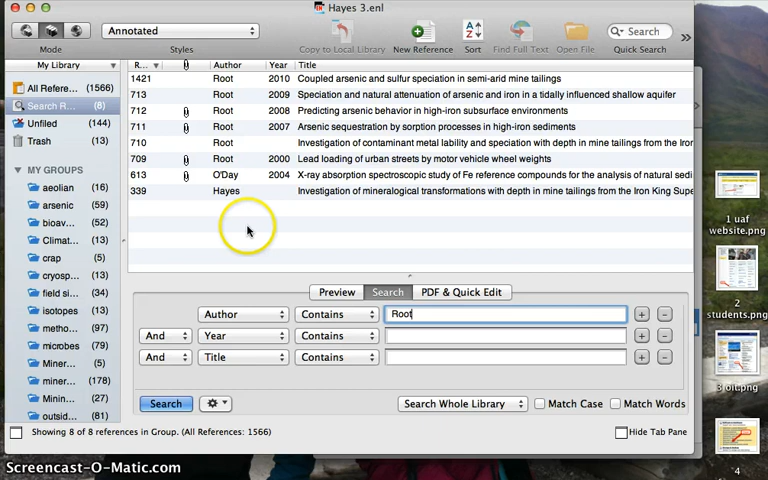 Hayes 3.enl
Annotated
Search
Mode
Styles
Copy to Local Library
New Reference
Sort
Find Full Text
Open File
Quick Search
My Library
R...
Author
Year
Title
All Refere... (1566)
Search R... (8)
Unfiled (144)
Trash (13)
MY GROUPS
aeolian (16)
arsenic (59)
bioav... (52)
Climat... (13)
crap (5)
cryosp... (13)
field si... (34)
isotopes (13)
metho... (97)
microbes (79)
Miner... (5)
miner... (178)
Minin... (27)
outsid... (81)
1421 Root 2010 Coupled arsenic and sulfur speciation in semi-arid mine tailings
713 Root 2009 Speciation and natural attenuation of arsenic and iron in a tidally influenced shallow aquifer
712 Root 2008 Predicting arsenic behavior in high-iron subsurface environments
711 Root 2007 Arsenic sequestration by sorption processes in high-iron sediments
710 Root Investigation of contaminant metal lability and speciation with depth in mine tailings from the Iron
709 Root 2000 Lead loading of urban streets by motor vehicle wheel weights
613 O'Day 2004 X-ray absorption spectroscopic study of Fe reference compounds for the analysis of natural sedi
339 Hayes Investigation of mineralogical transformations with depth in mine tailings from the Iron King Supe
Preview
Search
PDF & Quick Edit
Author Contains Root
And Year Contains
And Title Contains
Search
Search Whole Library
Match Case
Match Words
Showing 8 of 8 references in Group. (All References: 1566)
Hide Tab Pane
1 uaf
website.png
2
students.png
3 oit.png
4
Screencast-O-Matic.com